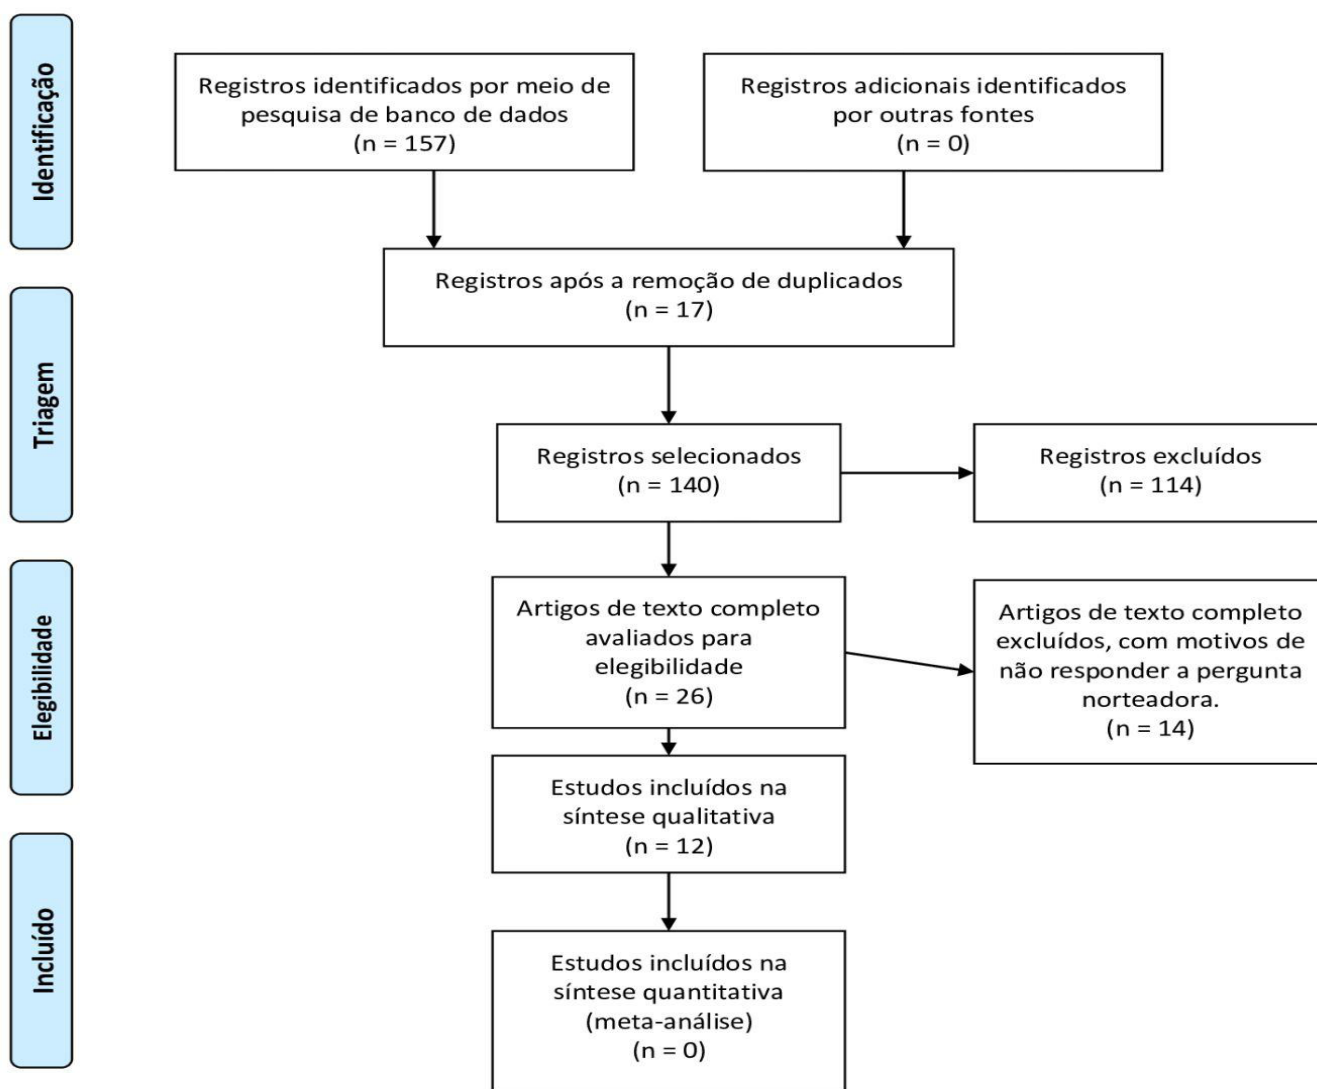 Identificação
Registros identificados por meio de
pesquisa de banco de dados
(n = 157)
Registros adicionais identificados
por outras fontes
(n = 0)
Registros após a remoção de duplicados
(n = 17)
Triagem
Registros selecionados
(n = 140)
Registros excluídos
(n = 114)
Elegibilidade
Artigos de texto completo
avaliados para
elegibilidade
(n = 26)
Artigos de texto completo
excluídos, com motivos de
não responder a pergunta
norteadora.
(n = 14)
Estudos incluídos na
síntese qualitativa
(n = 12)
Incluído
Estudos incluídos na
síntese quantitativa
(meta-análise)
(n = 0)